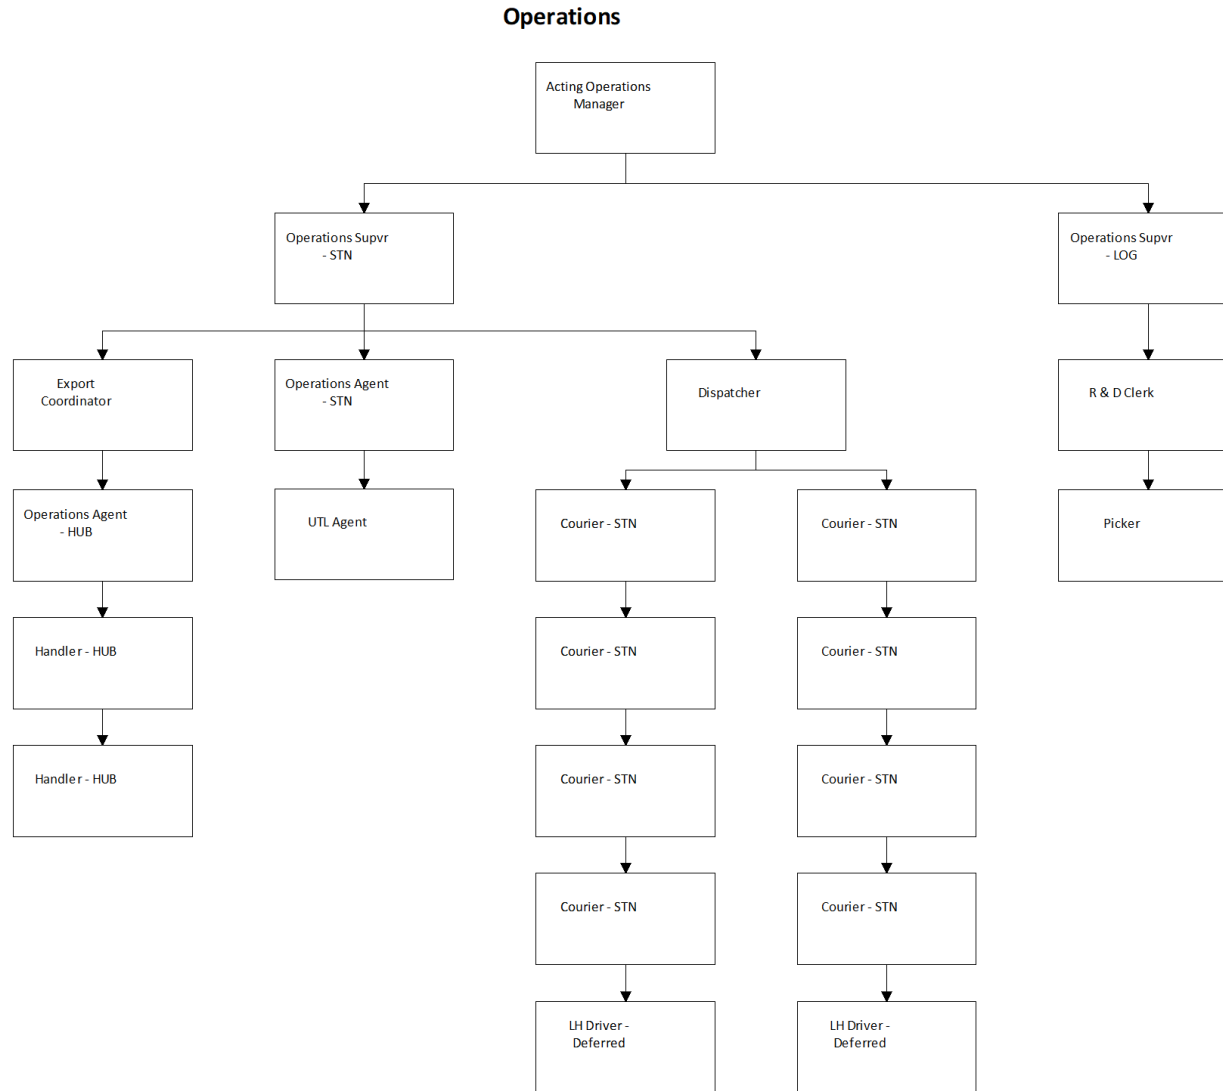 Operations
Acting Operations
Manager
Operations Supvr
- STN
Operations Supvr
- LOG
Export
Coordinator
Operations Agent
- STN
Dispatcher
R & D Clerk
Operations Agent
- HUB
UTL Agent
Courier - STN
Courier - STN
Picker
Handler - HUB
Courier - STN
Courier - STN
Handler - HUB
Courier - STN
Courier - STN
Courier - STN
Courier - STN
LH Driver -
Deferred
LH Driver -
Deferred